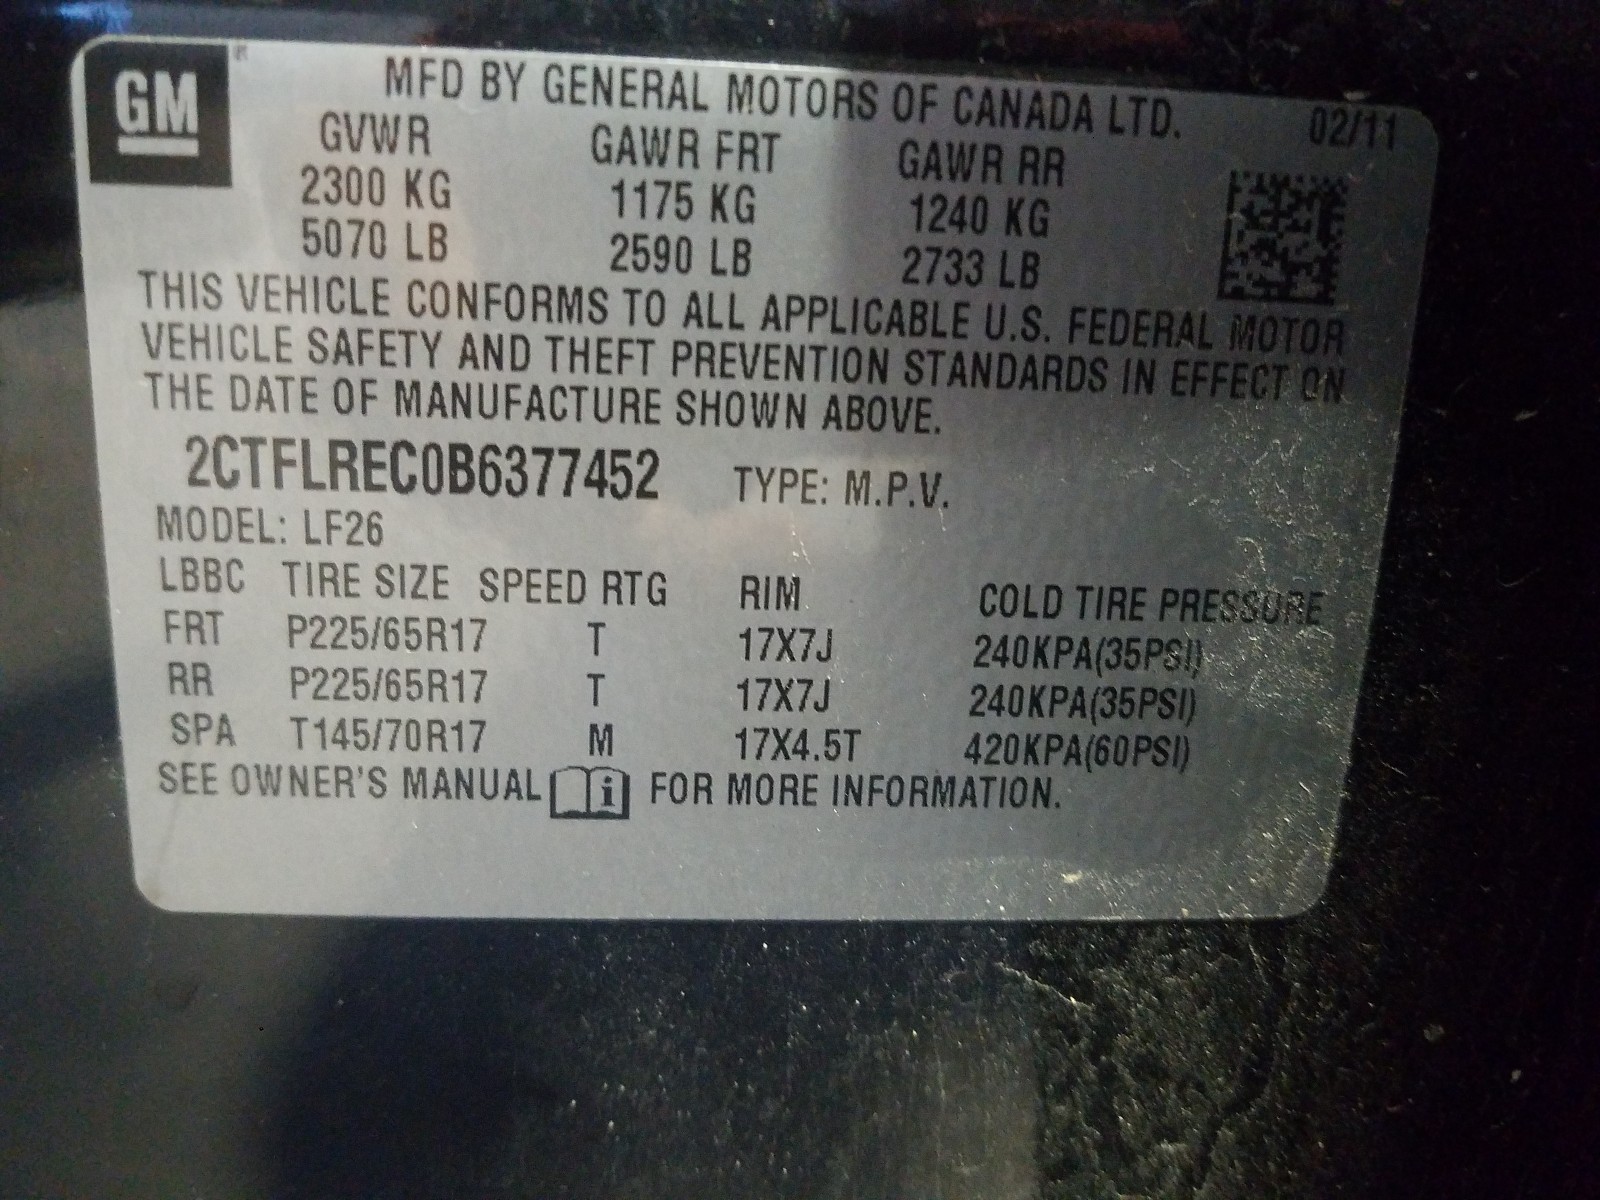 GM
MFD BY GENERAL MOTORS OF CANADA LTD. 02/11
GVWR GAWR FRT GAWR RR
2300 KG 1175 KG 1240 KG
5070 LB 2590 LB 2733 LB
THIS VEHICLE CONFORMS TO ALL APPLICABLE U.S. FEDERAL MOTOR
VEHICLE SAFETY AND THEFT PREVENTION STANDARDS IN EFFECT ON
THE DATE OF MANUFACTURE SHOWN ABOVE.
2CTFLREC0B6377452 TYPE: M.P.V.
MODEL: LF26
LBBC TIRE SIZE SPEED RTG RIM COLD TIRE PRESSURE
FRT P225/65R17 T 17X7J 240KPA(35PSI)
RR P225/65R17 T 17X7J 240KPA(35PSI)
SPA T145/70R17 M 17X4.5T 420KPA(60PSI)
SEE OWNER'S MANUAL i FOR MORE INFORMATION.